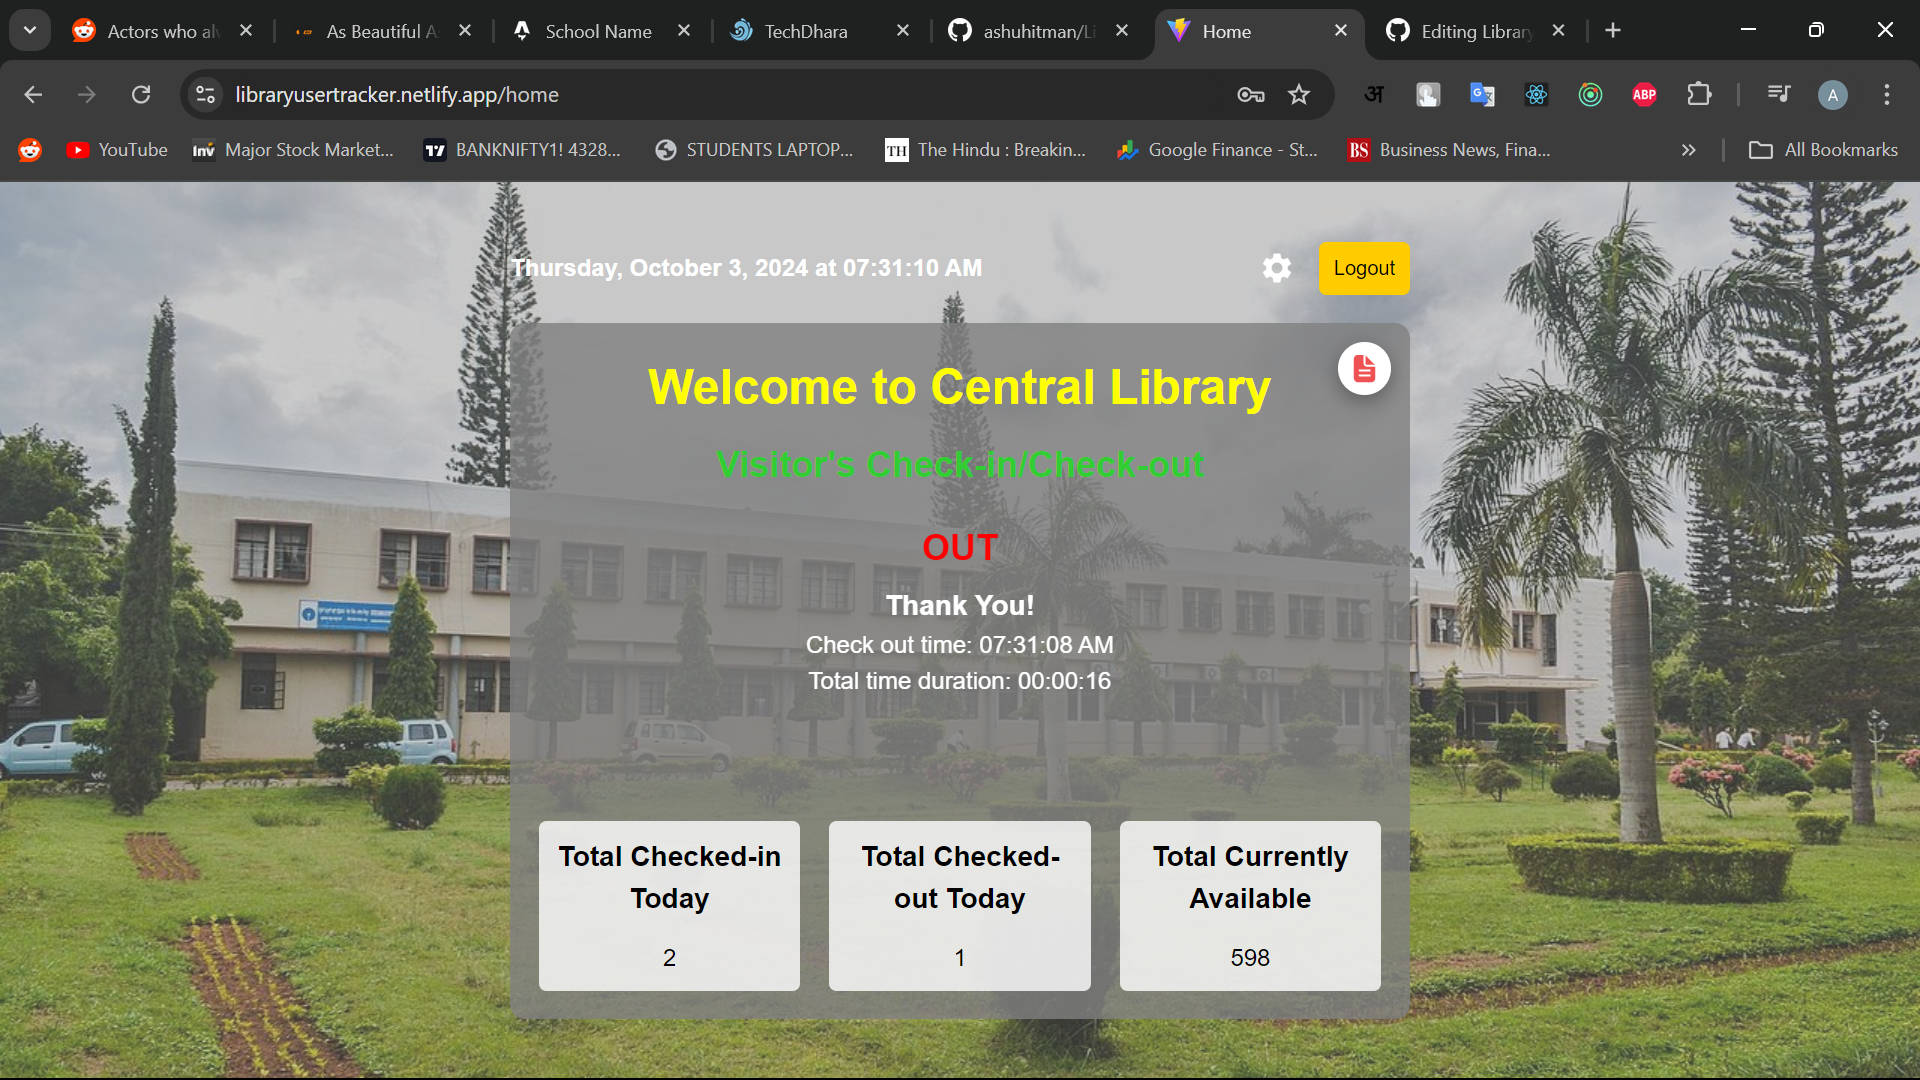 Actors who al
As Beautiful A
School Name
TechDhara
ashuhitman/Li
Home
Editing Library
libraryusertracker.netlify.app/home
अ
G
ABP
A
YouTube
Inv Major Stock Market...
BANKNIFTY1! 4328...
STUDENTS LAPTOP...
TH The Hindu : Breakin...
Google Finance - St...
BS Business News, Fina...
All Bookmarks
Thursday, October 3, 2024 at 07:31:10 AM
Logout
Welcome to Central Library
Visitor's Check-in/Check-out
OUT
Thank You!
Check out time: 07:31:08 AM
Total time duration: 00:00:16
Total Checked-in
Today
2
Total Checked-
out Today
1
Total Currently
Available
598